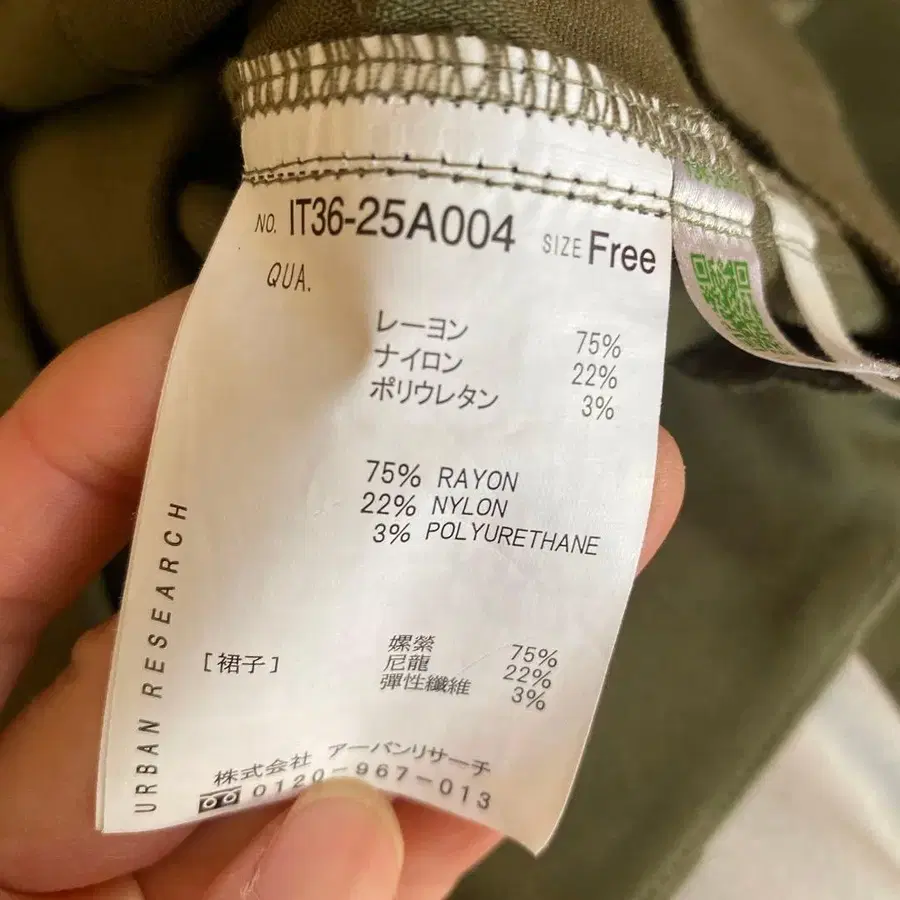 NO. IT36-25A004 SIZE Free
QUA.
レーヨン 75%
ナイロン 22%
ポリウレタン 3%
75% RAYON
22% NYLON
3% POLYURETHANE
[裙子]
嫘縈 75%
尼龍 22%
彈性纖維 3%
株式会社 アーバンリサーチ
0120-967-013
URBAN RESEARCH